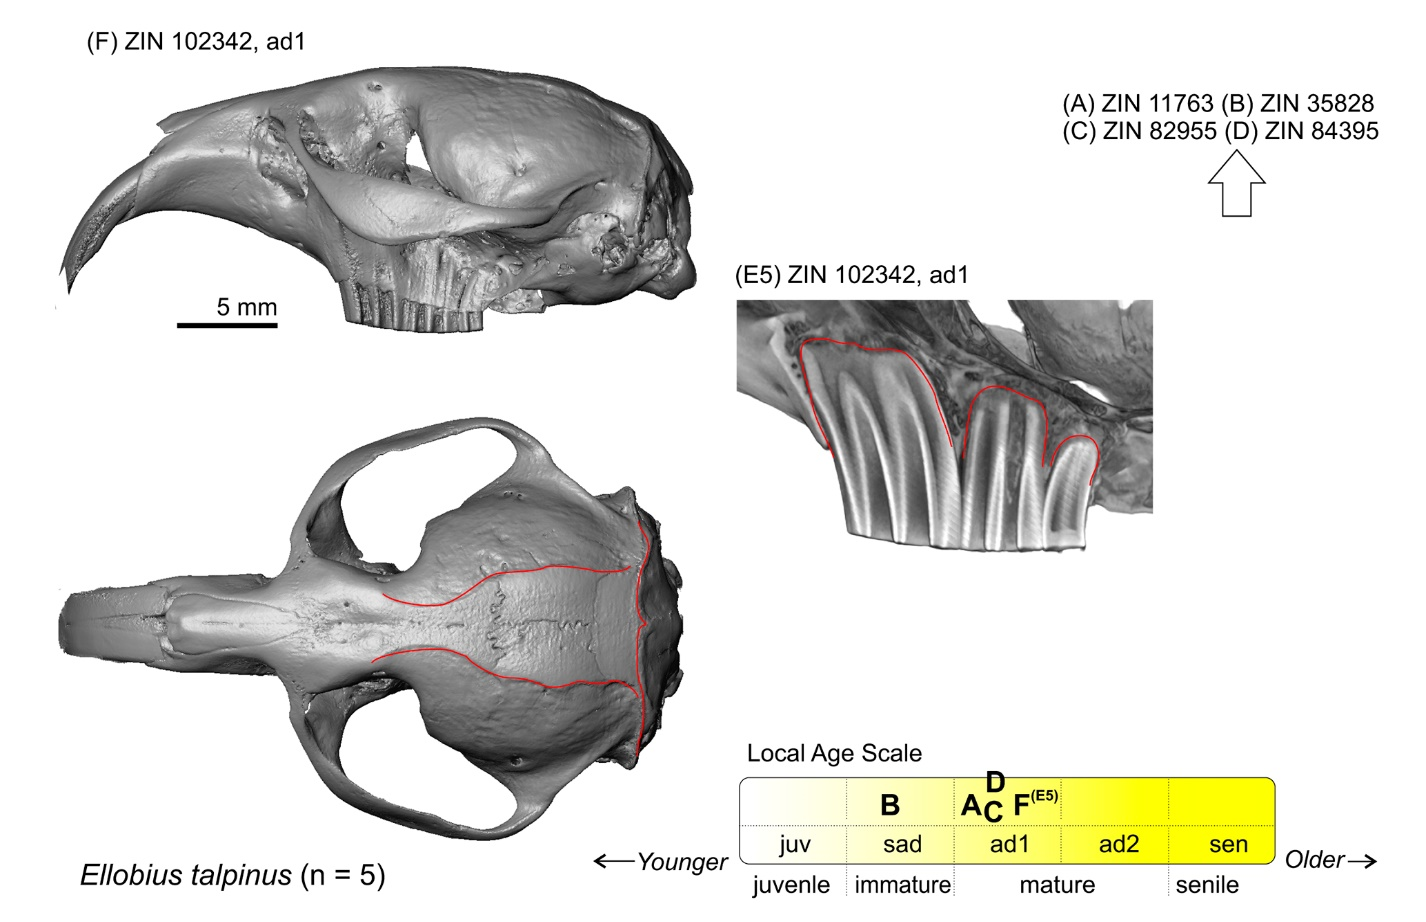 (F) ZIN 102342, ad1
(A) ZIN 11763 (B) ZIN 35828
(C) ZIN 82955 (D) ZIN 84395
5 mm
(E5) ZIN 102342, ad1
Local Age Scale
B A D C F(E5)
juv sad ad1 ad2 sen
←Younger Older→
juvenle immature mature senile
Ellobius talpinus (n = 5)